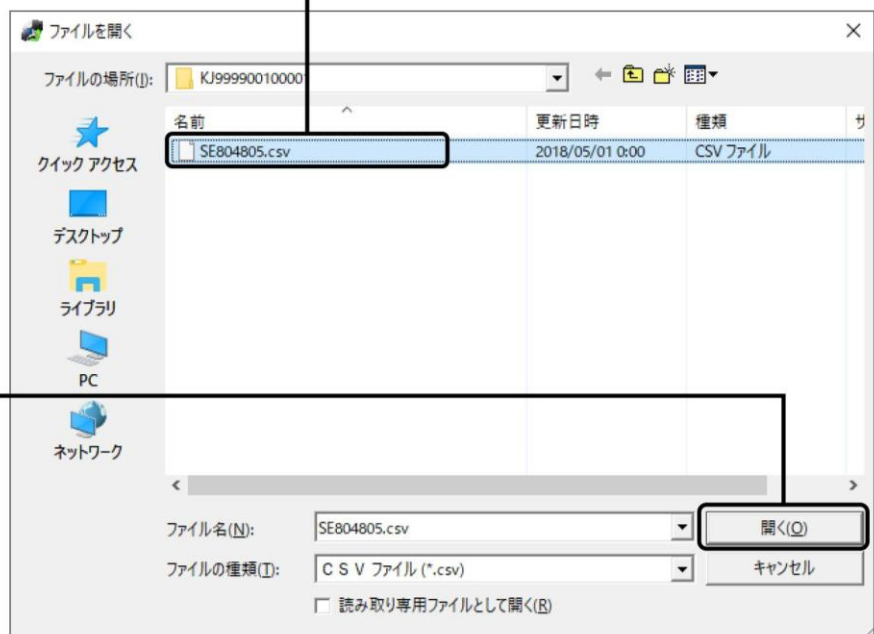 ファイルを開く
ファイルの場所(I): KJ9999001000
名前 更新日時 種類 サ
SE804805.csv 2018/05/01 0:00 CSV ファイル
クイック アクセス
デスクトップ
ライブラリ
PC
ネットワーク
ファイル名(N): SE804805.csv 開く(O)
ファイルの種類(T): ＣＳＶ ファイル (*.csv) キャンセル
読み取り専用ファイルとして開く(R)